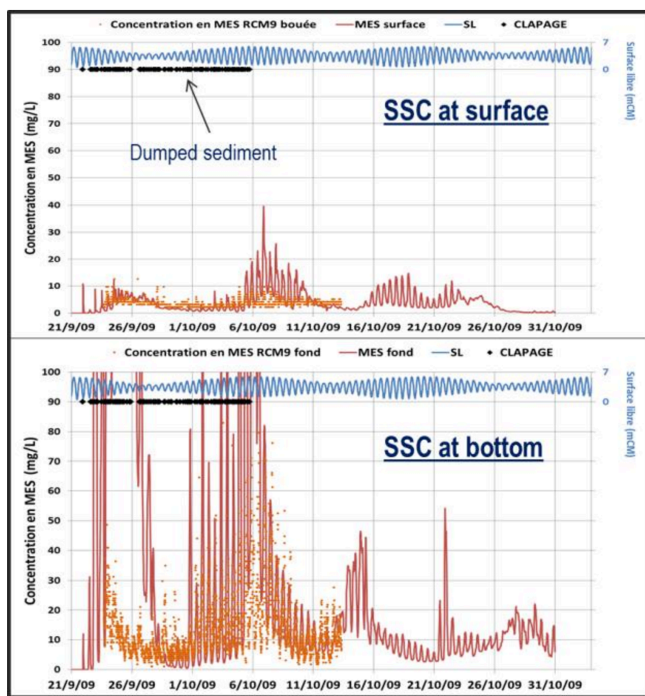 Concentration en MES RCM9 bouée MES surface SL CLAPAGE
100
90
80
70
60
50
40
30
20
10
0
Concentration en MES (mg/L)
7
0
Surface libre (mCM)
SSC at surface
Dumped sediment
21/9/09 26/9/09 1/10/09 6/10/09 11/10/09 16/10/09 21/10/09 26/10/09 31/10/09
Concentration en MES RCM9 fond MES fond SL CLAPAGE
100
90
80
70
60
50
40
30
20
10
0
Concentration en MES (mg/L)
7
0
Surface libre (mCM)
SSC at bottom
21/9/09 26/9/09 1/10/09 6/10/09 11/10/09 16/10/09 21/10/09 26/10/09 31/10/09